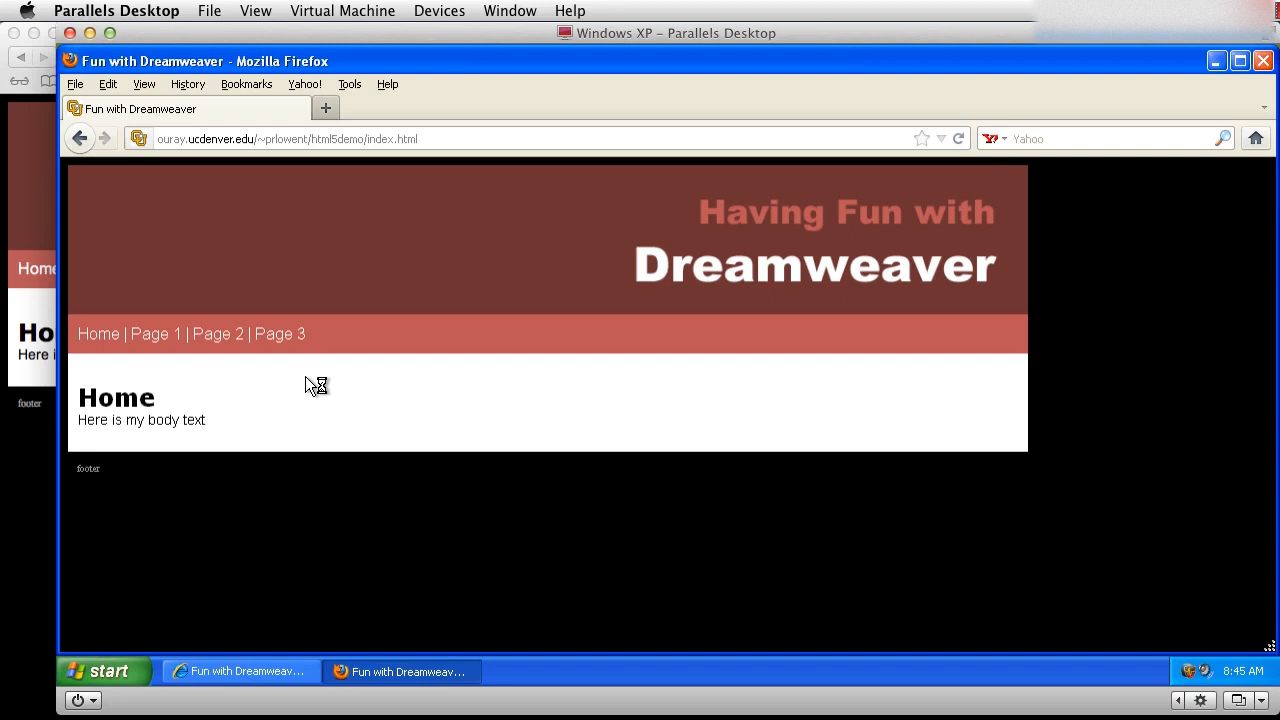 Parallels Desktop File View Virtual Machine Devices Window Help
Windows XP – Parallels Desktop
Fun with Dreamweaver - Mozilla Firefox
File Edit View History Bookmarks Yahoo! Tools Help
Fun with Dreamweaver
ouray.ucdenver.edu/~prlowent/html5demo/index.html
Yahoo
Having Fun with
Dreamweaver
Home | Page 1 | Page 2 | Page 3
Home
Here is my body text
footer
Home
Ho
Here i
footer
start Fun with Dreamweav... Fun with Dreamweav... 8:45 AM